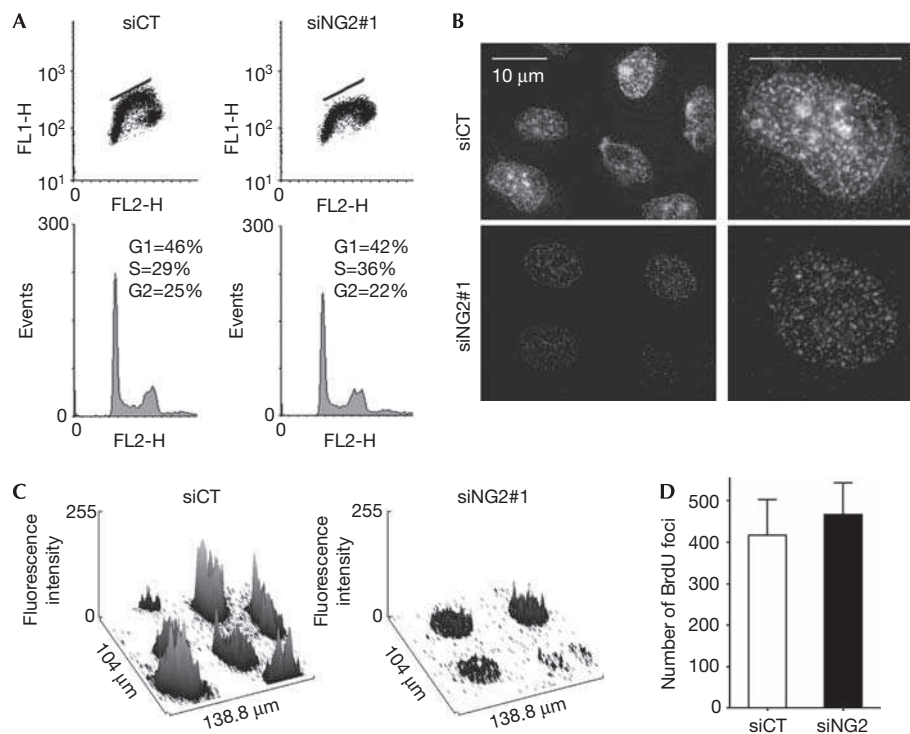 A
siCT
siNG2#1
FL1-H
10³
10²
10¹
0
FL2-H
FL1-H
10³
10²
10¹
0
FL2-H
Events
300
0
G1=46%
S=29%
G2=25%
0
FL2-H
Events
300
0
G1=42%
S=36%
G2=22%
0
FL2-H
B
10 μm
siCT
siNG2#1
C
siCT
Fluorescence
intensity
255
0
104 μm
138.8 μm
siNG2#1
Fluorescence
intensity
255
0
104 μm
138.8 μm
D
Number of BrdU foci
500
400
300
200
100
0
siCT
siNG2